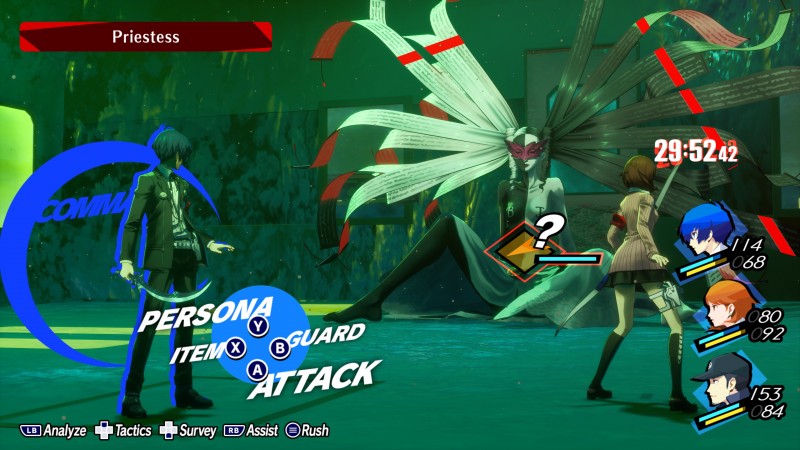 Priestess
29:52 42
COMMA
?
114
068
PERSONA
Y
ITEM X B GUARD
A
ATTACK
080
092
153
084
LB Analyze Tactics Survey RB Assist Rush